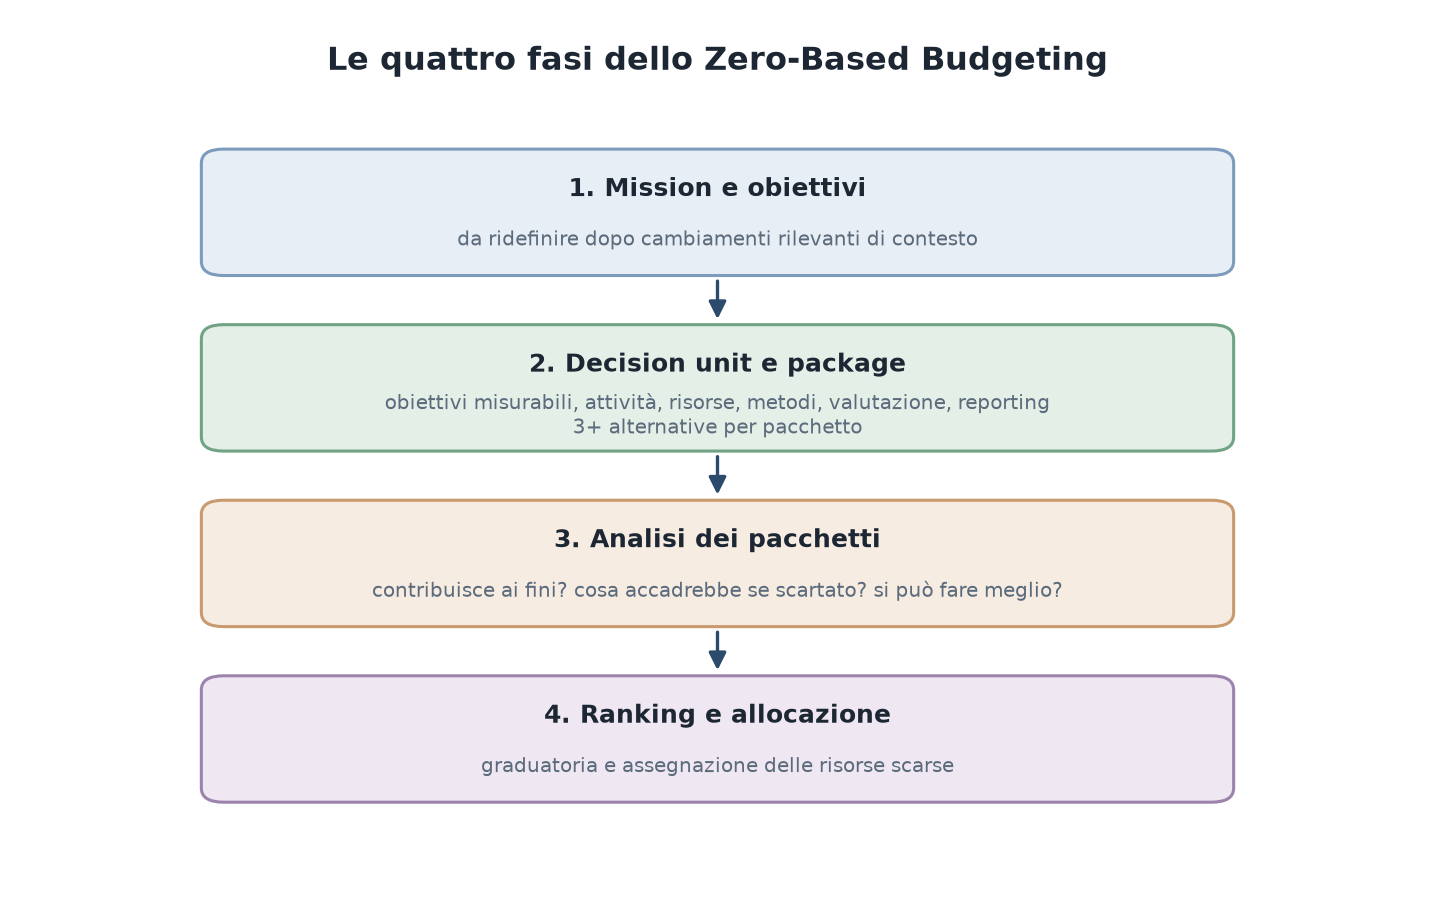 Le quattro fasi dello Zero-Based Budgeting
1. Mission e obiettivi
da ridefinire dopo cambiamenti rilevanti di contesto
2. Decision unit e package
obiettivi misurabili, attività, risorse, metodi, valutazione, reporting
3+ alternative per pacchetto
3. Analisi dei pacchetti
contribuisce ai fini? cosa accadrebbe se scartato? si può fare meglio?
4. Ranking e allocazione
graduatoria e assegnazione delle risorse scarse